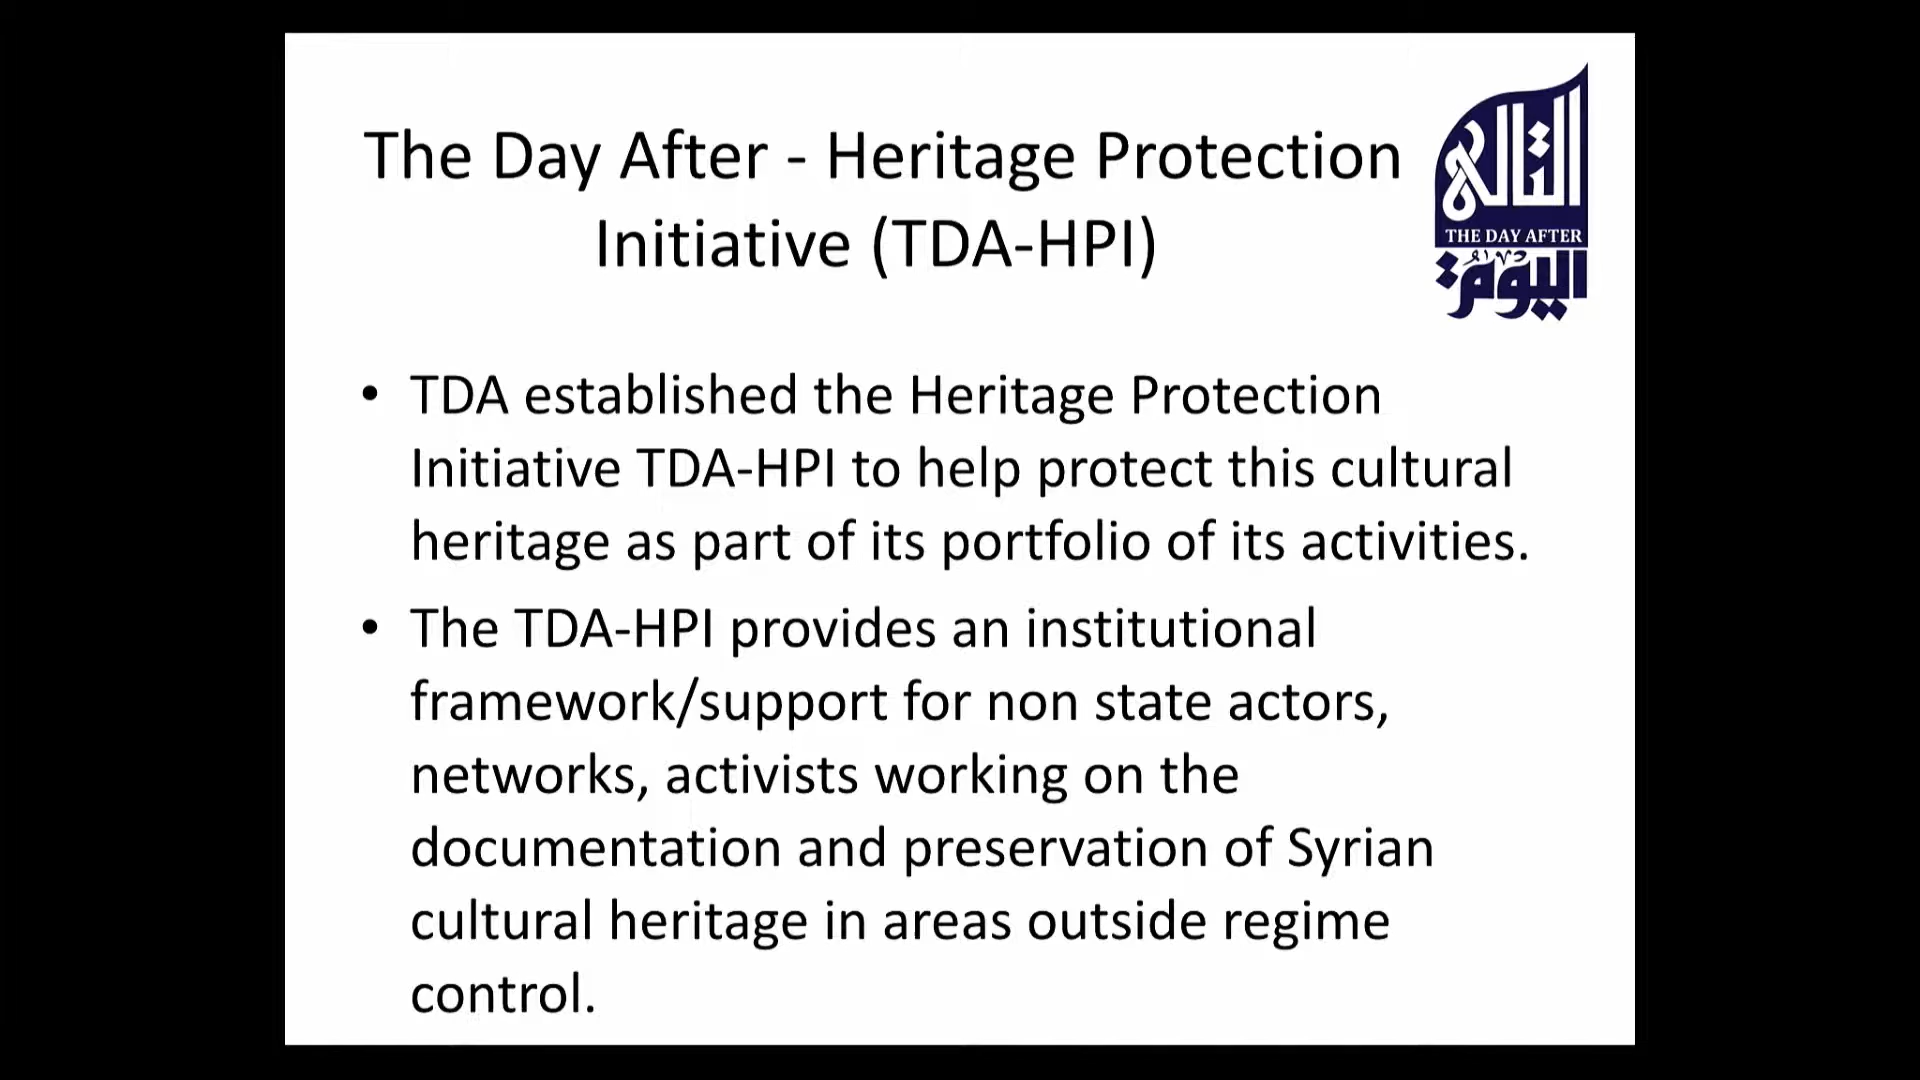 The Day After - Heritage Protection
Initiative (TDA-HPI)
التالي
THE DAY AFTER
اليوم
• TDA established the Heritage Protection
Initiative TDA-HPI to help protect this cultural
heritage as part of its portfolio of its activities.
• The TDA-HPI provides an institutional
framework/support for non state actors,
networks, activists working on the
documentation and preservation of Syrian
cultural heritage in areas outside regime
control.